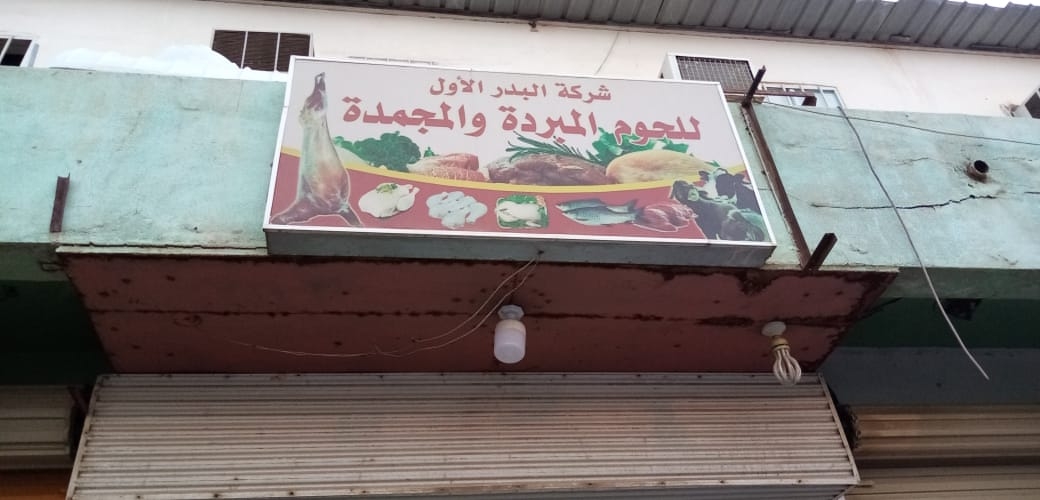 شركة البدر الأول
للحوم المبردة والمجمدة